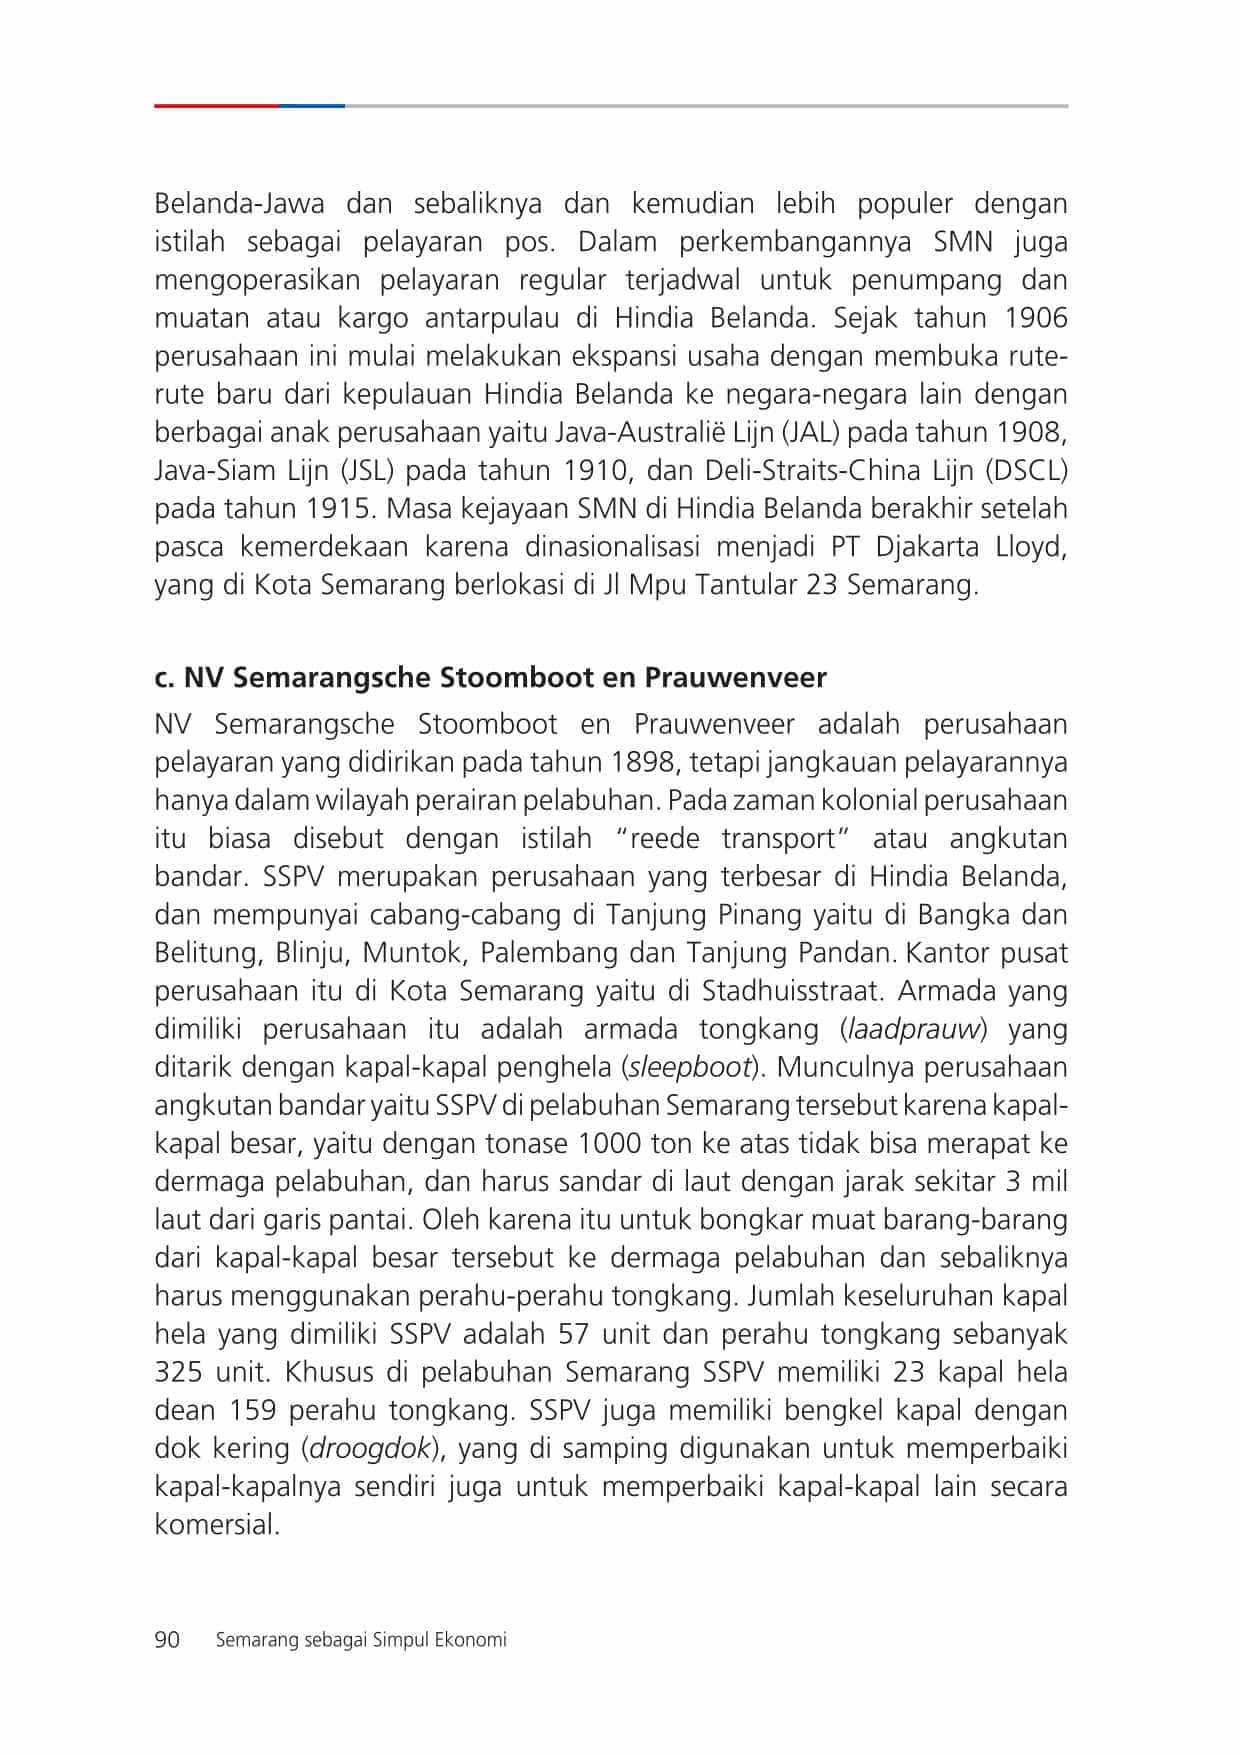 Belanda-Jawa dan sebaliknya dan kemudian lebih populer dengan
istilah sebagai pelayaran pos. Dalam perkembangannya SMN juga
mengoperasikan pelayaran regular terjadwal untuk penumpang dan
muatan atau kargo antarpulau di Hindia Belanda. Sejak tahun 1906
perusahaan ini mulai melakukan ekspansi usaha dengan membuka rute-
rute baru dari kepulauan Hindia Belanda ke negara-negara lain dengan
berbagai anak perusahaan yaitu Java-Australië Lijn (JAL) pada tahun 1908,
Java-Siam Lijn (JSL) pada tahun 1910, dan Deli-Straits-China Lijn (DSCL)
pada tahun 1915. Masa kejayaan SMN di Hindia Belanda berakhir setelah
pasca kemerdekaan karena dinasionalisasi menjadi PT Djakarta Lloyd,
yang di Kota Semarang berlokasi di Jl Mpu Tantular 23 Semarang.
c. NV Semarangsche Stoomboot en Prauwenveer
NV Semarangsche Stoomboot en Prauwenveer adalah perusahaan
pelayaran yang didirikan pada tahun 1898, tetapi jangkauan pelayarannya
hanya dalam wilayah perairan pelabuhan. Pada zaman kolonial perusahaan
itu biasa disebut dengan istilah “reede transport” atau angkutan
bandar. SSPV merupakan perusahaan yang terbesar di Hindia Belanda,
dan mempunyai cabang-cabang di Tanjung Pinang yaitu di Bangka dan
Belitung, Blinju, Muntok, Palembang dan Tanjung Pandan. Kantor pusat
perusahaan itu di Kota Semarang yaitu di Stadhuisstraat. Armada yang
dimiliki perusahaan itu adalah armada tongkang (laadprauw) yang
ditarik dengan kapal-kapal penghela (sleepboot). Munculnya perusahaan
angkutan bandar yaitu SSPV di pelabuhan Semarang tersebut karena kapal-
kapal besar, yaitu dengan tonase 1000 ton ke atas tidak bisa merapat ke
dermaga pelabuhan, dan harus sandar di laut dengan jarak sekitar 3 mil
laut dari garis pantai. Oleh karena itu untuk bongkar muat barang-barang
dari kapal-kapal besar tersebut ke dermaga pelabuhan dan sebaliknya
harus menggunakan perahu-perahu tongkang. Jumlah keseluruhan kapal
hela yang dimiliki SSPV adalah 57 unit dan perahu tongkang sebanyak
325 unit. Khusus di pelabuhan Semarang SSPV memiliki 23 kapal hela
dean 159 perahu tongkang. SSPV juga memiliki bengkel kapal dengan
dok kering (droogdok), yang di samping digunakan untuk memperbaiki
kapal-kapalnya sendiri juga untuk memperbaiki kapal-kapal lain secara
komersial.
90 Semarang sebagai Simpul Ekonomi